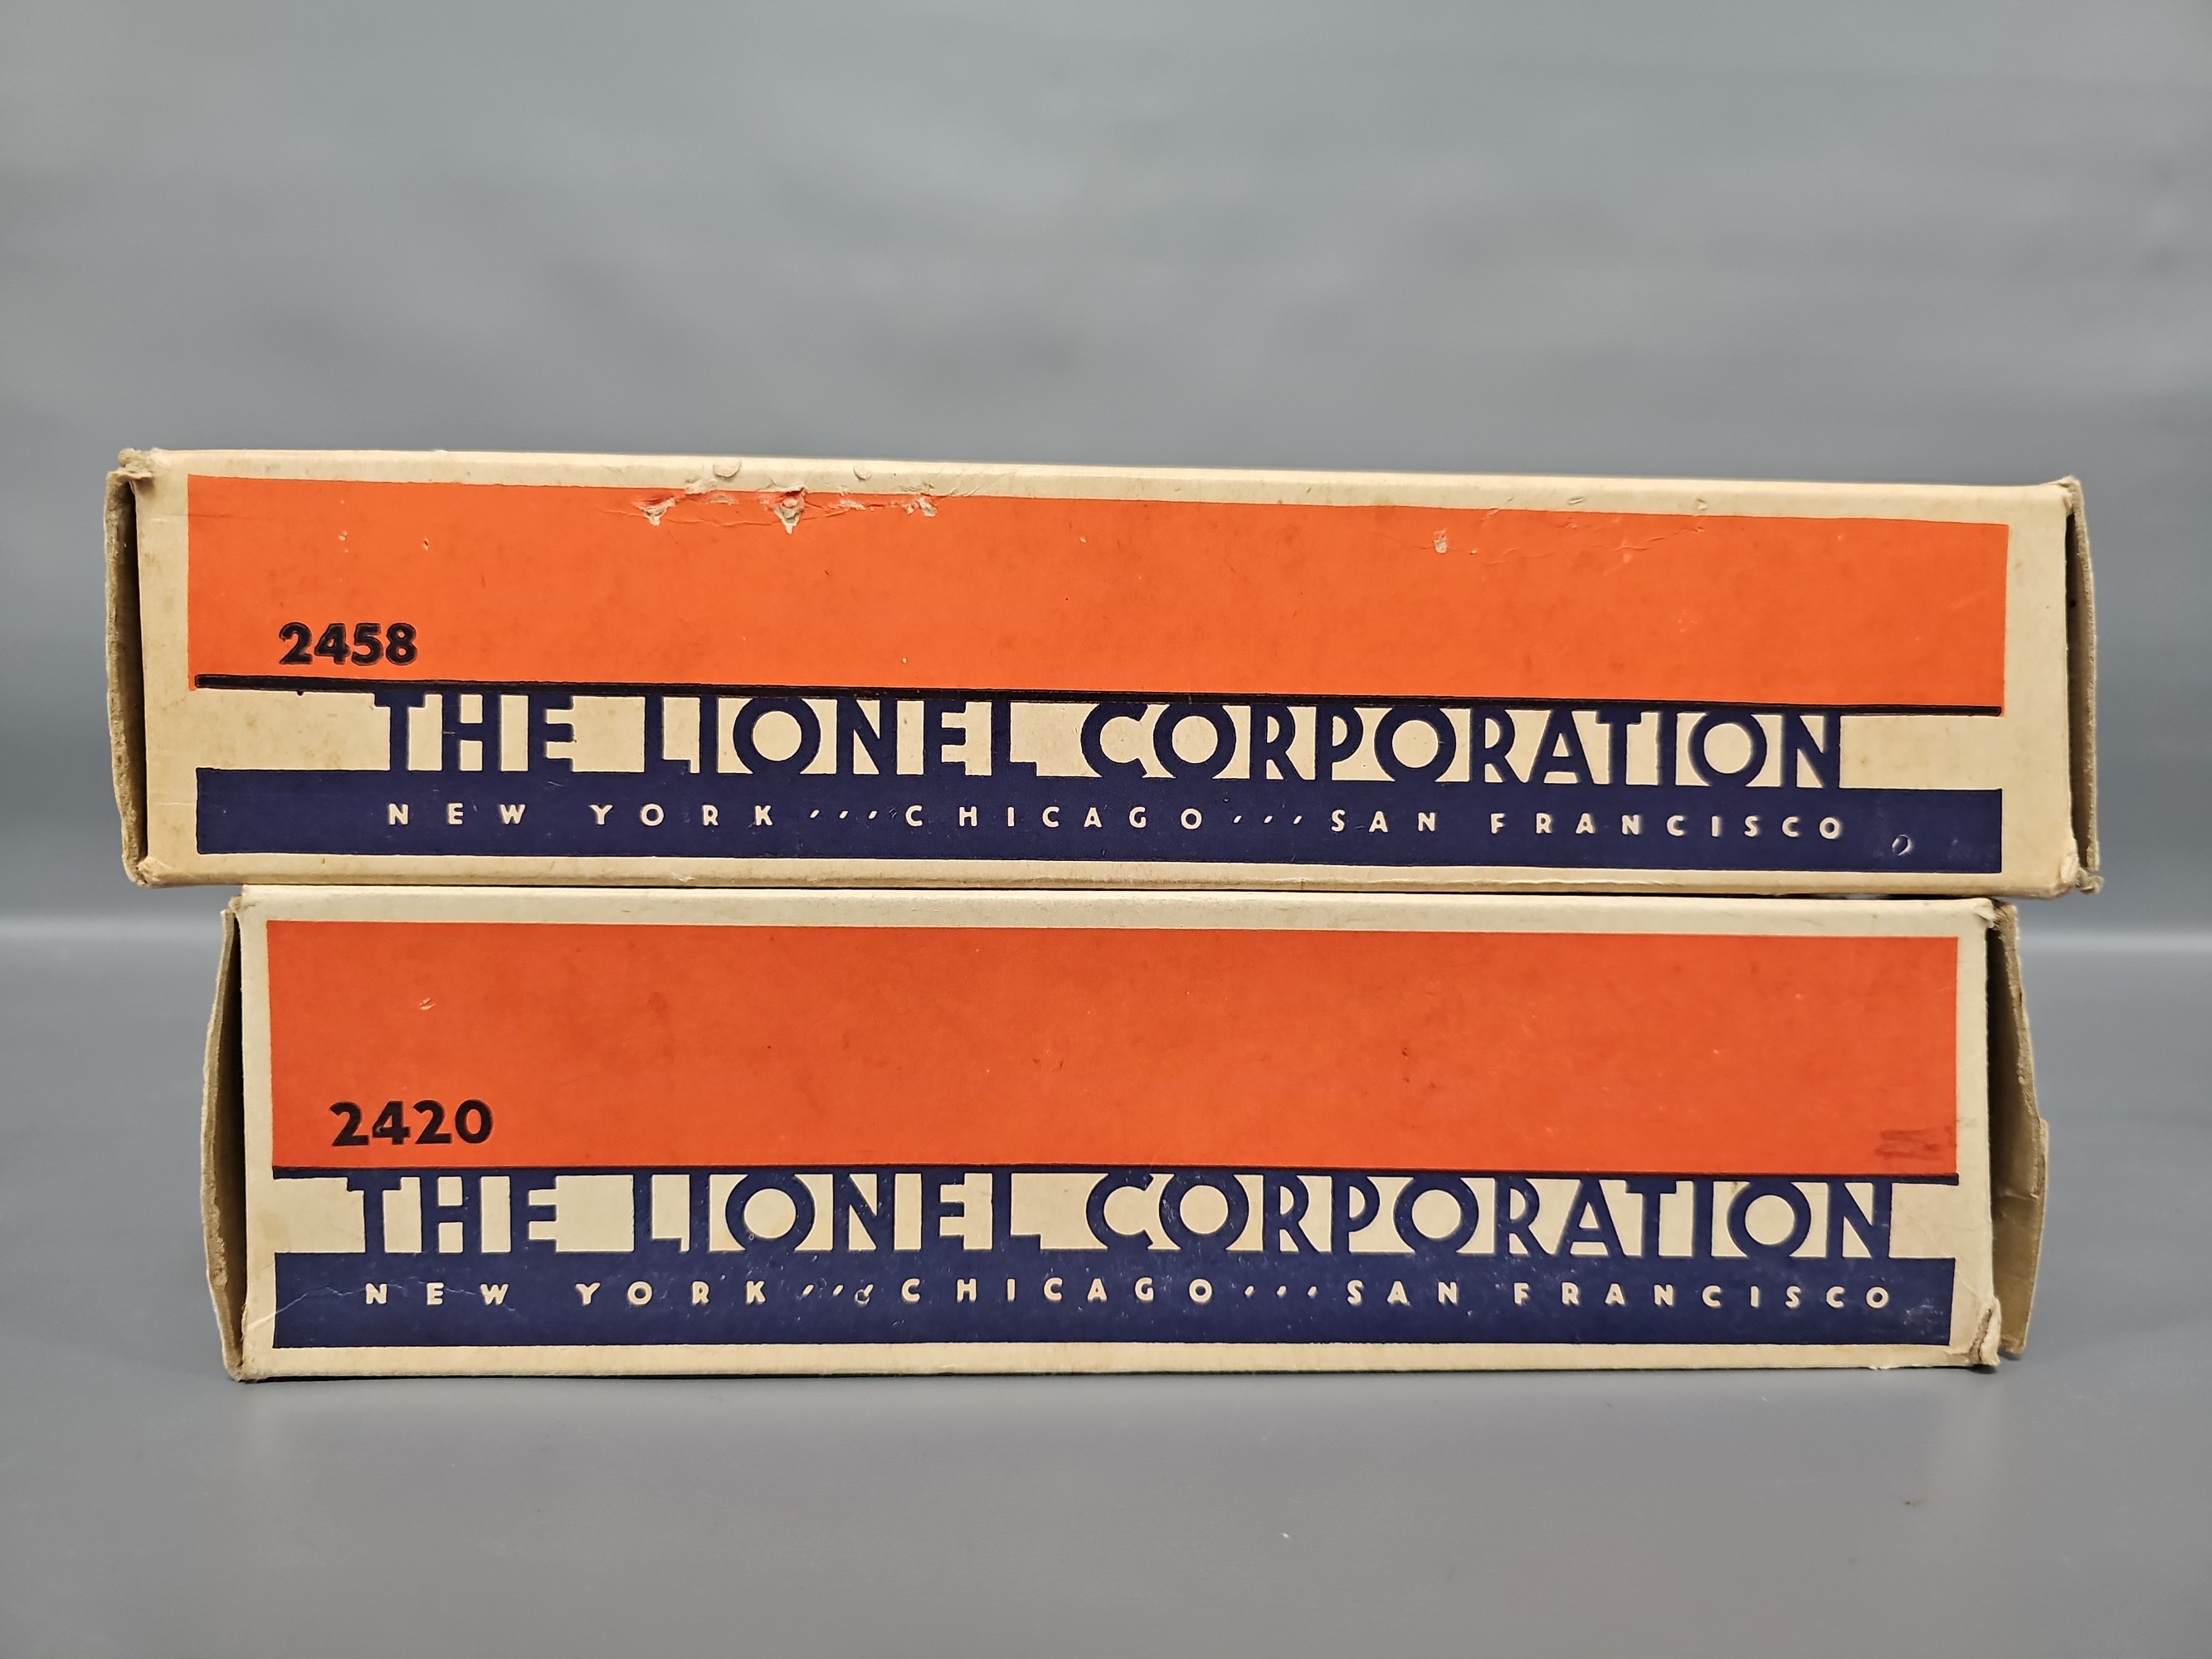 2458
THE LIONEL CORPORATION
NEW YORK ··· CHICAGO ··· SAN FRANCISCO
2420
THE LIONEL CORPORATION
NEW YORK ··· CHICAGO ··· SAN FRANCISCO